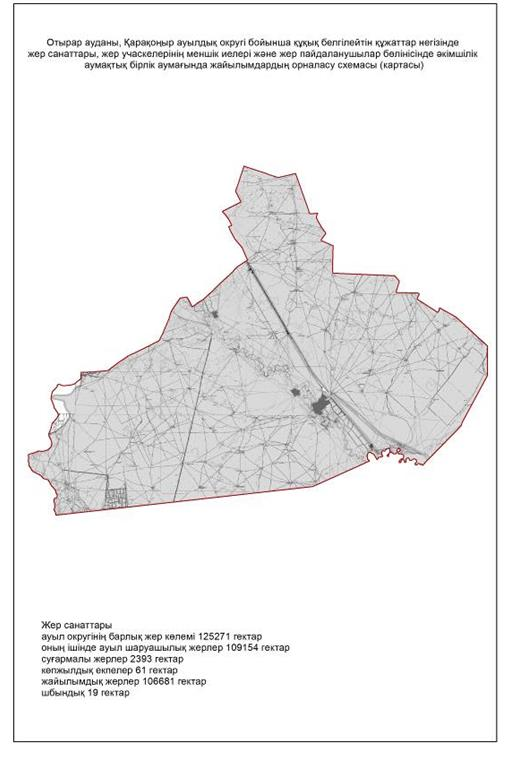 Отырар ауданы, Қарақоңыр ауылдық округі бойынша құқық белгілейтін құжаттар негізінде
жер санаттары, жер учаскелерінің меншік иелері және жер пайдаланушылар бөлінісінде әкімшілік
аумақтық бірлік аумағында жайылымдардың орналасу схемасы (картасы)
Жер санаттары
ауыл округінің барлық жер көлемі 125271 гектар
оның ішінде ауыл шаруашылық жерлер 109154 гектар
суғармалы жерлер 2393 гектар
көпжылдық екпелер 61 гектар
жайылымдық жерлер 106681 гектар
шбындық 19 гектар